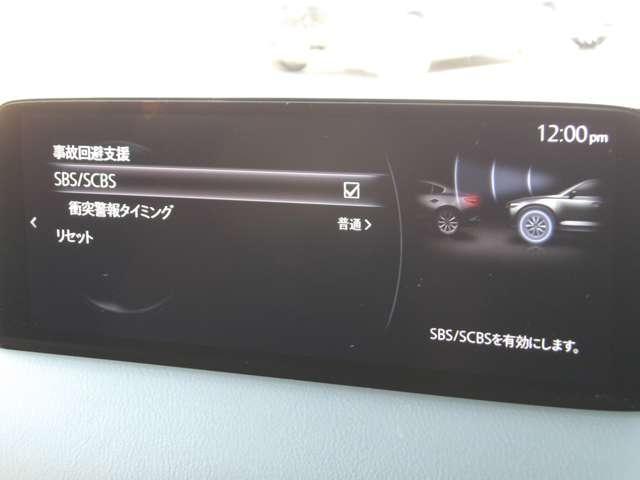 12:00pm
事故回避支援
SBS/SCBS
衝突警報タイミング 普通
リセット
SBS/SCBSを有効にします。